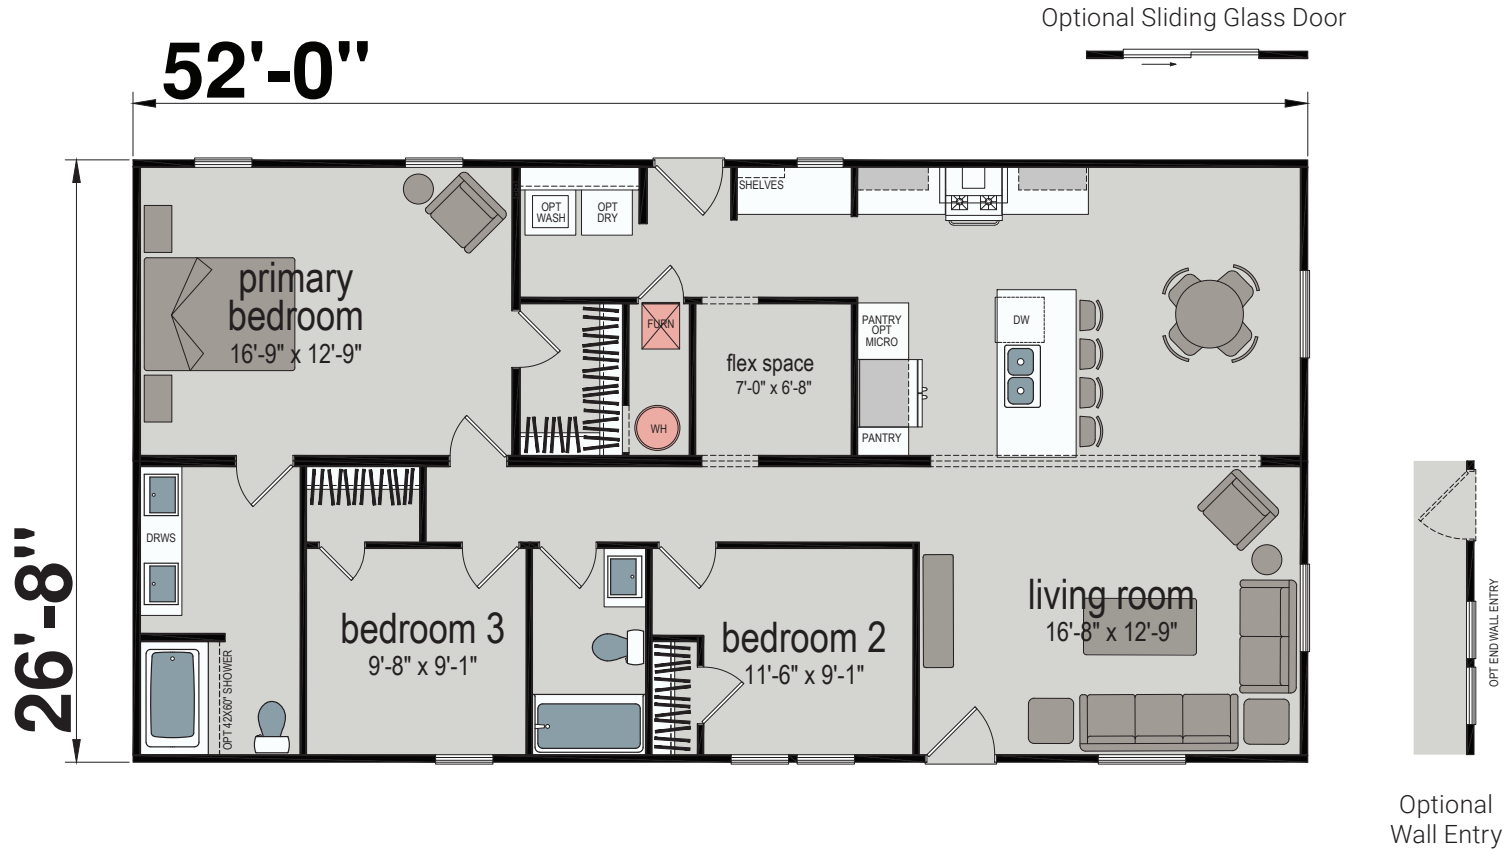 Optional Sliding Glass Door
52'-0"
26'-8"
OPT
WASH
OPT
DRY
SHELVES
primary
bedroom
16'-9" x 12'-9"
FURN
WH
flex space
7'-0" x 6'-8"
PANTRY
OPT
MICRO
PANTRY
DW
DRWS
OPT 42X60" SHOWER
bedroom 3
9'-8" x 9'-1"
bedroom 2
11'-6" x 9'-1"
living room
16'-8" x 12'-9"
OPT END WALL ENTRY
Optional
Wall Entry